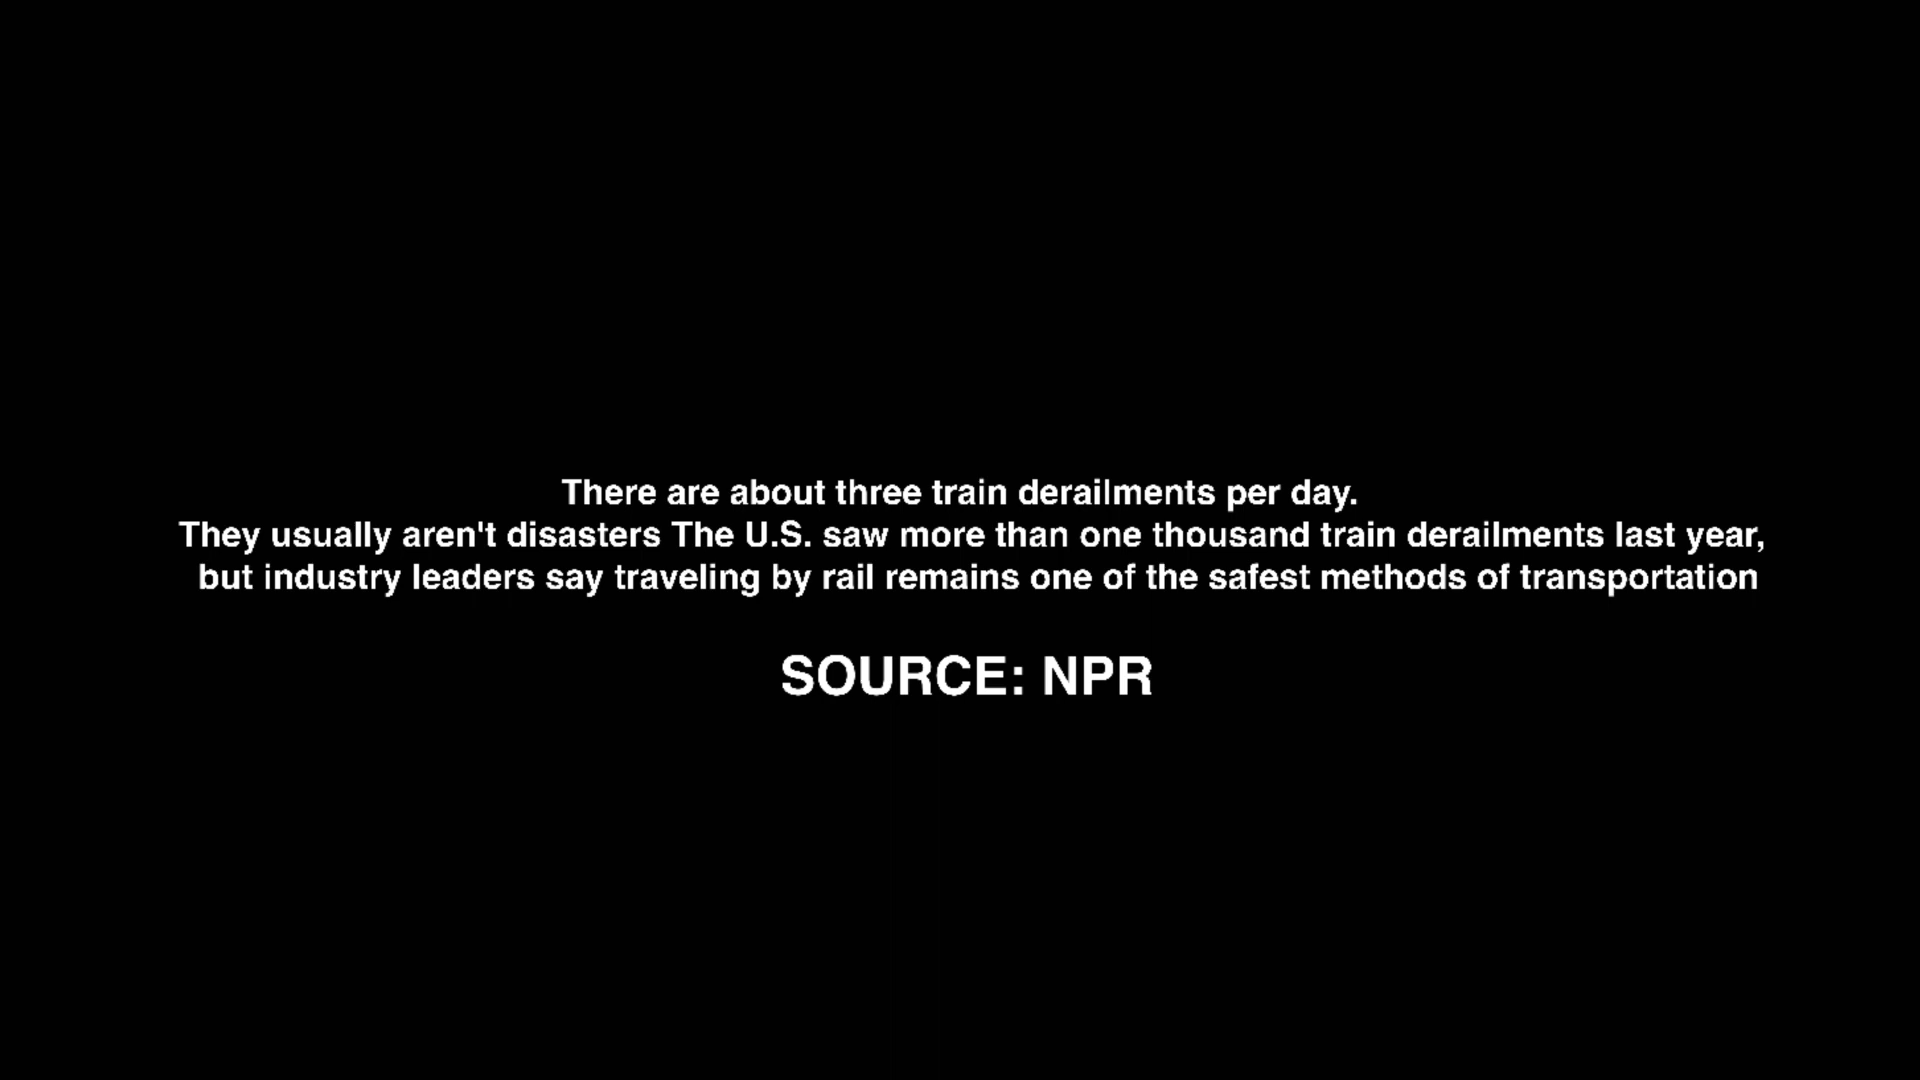 There are about three train derailments per day.
They usually aren't disasters The U.S. saw more than one thousand train derailments last year,
but industry leaders say traveling by rail remains one of the safest methods of transportation
SOURCE: NPR